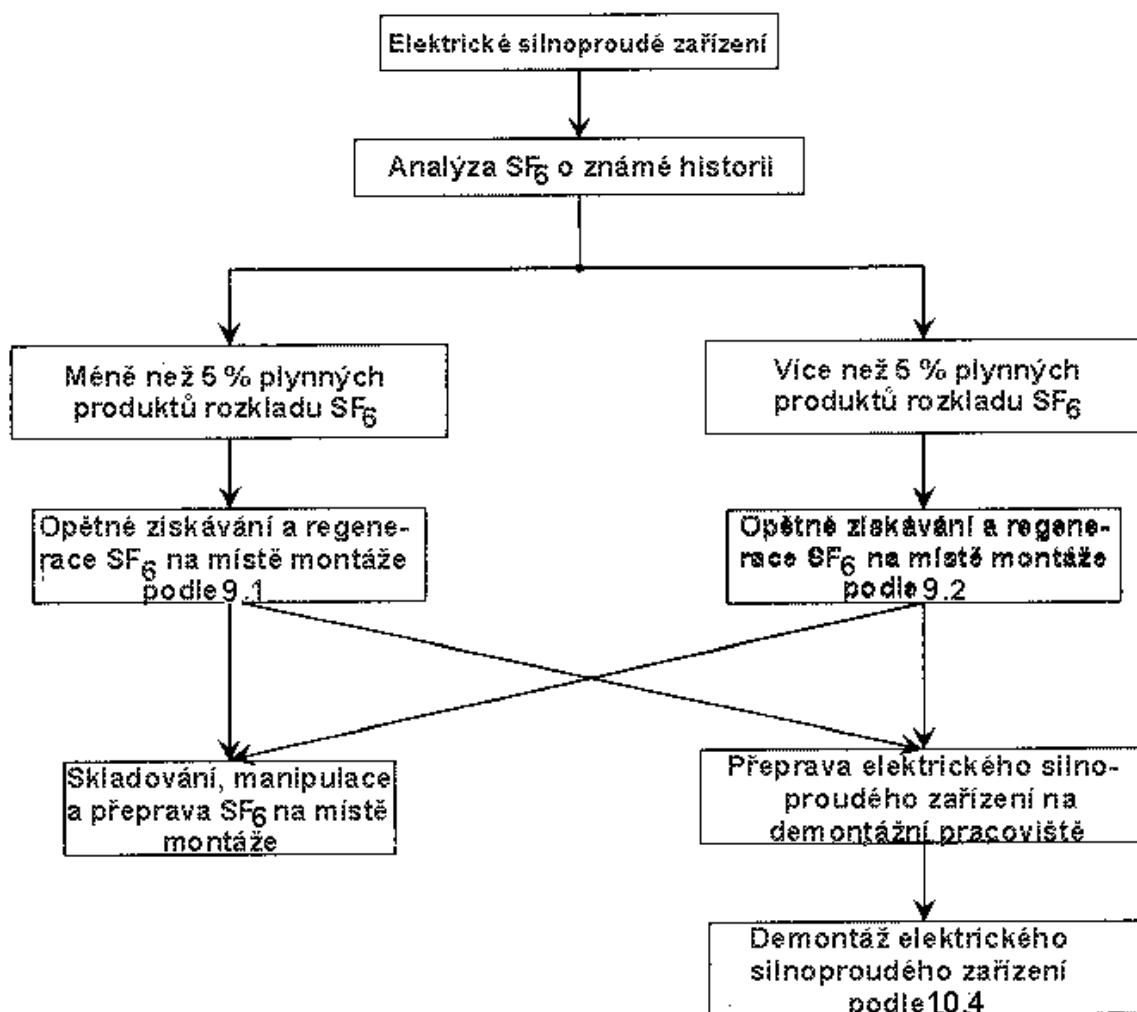 Elektrické silnoproudé zařízení
Analýza SF6 o známé historii
Méně než 5 % plynných
produktů rozkladu SF6
Více než 5 % plynných
produktů rozkladu SF6
Opětné získávání a regene-
race SF6 na místě montáže
podle 9.1
Opětné získávání a regene-
race SF6 na místě montáže
podle 9.2
Skladování, manipulace
a přeprava SF6 na místě
montáže
Přeprava elektrického silno-
proudého zařízení na
demontážní pracoviště
Demontáž elektrického
silnoproudého zařízení
podle 10.4